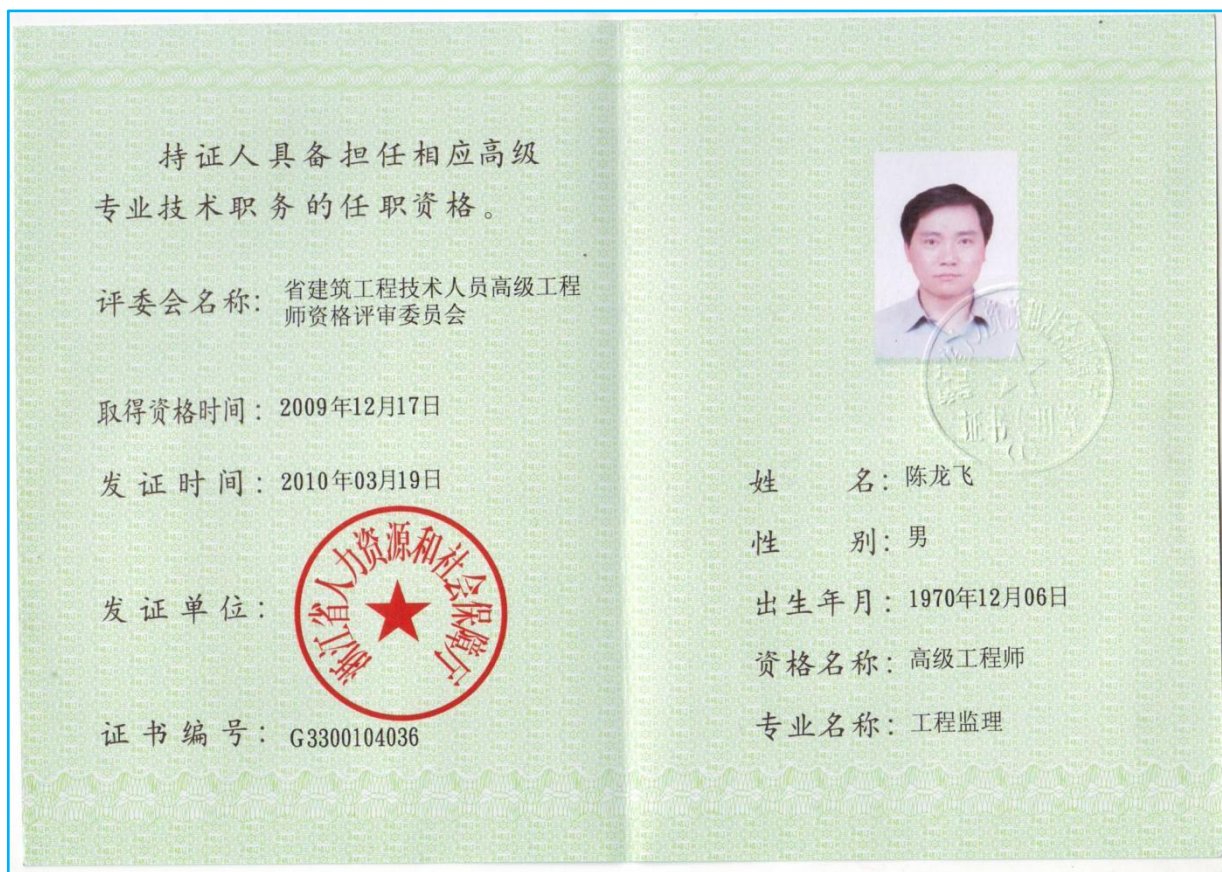 持证人具备担任相应高级
专业技术职务的任职资格。
评委会名称: 省建筑工程技术人员高级工程
师资格评审委员会
取得资格时间: 2009年12月17日
发证时间: 2010年03月19日
发证单位:
浙江省人力资源和社会保障厅
证书编号: G3300104036
姓 名: 陈龙飞
性 别: 男
出生年月: 1970年12月06日
资格名称: 高级工程师
专业名称: 工程监理